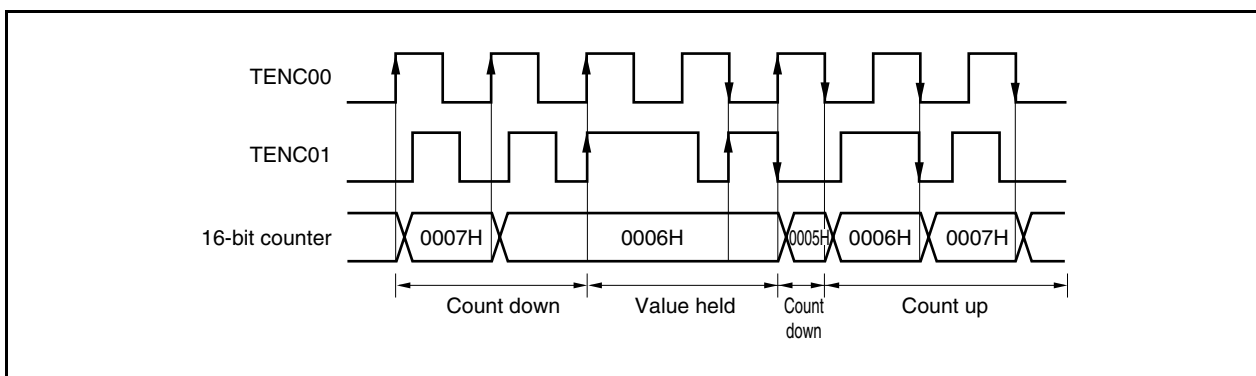 TENC00
TENC01
16-bit counter
0007H
0006H
0005H
0006H
0007H
Count down
Value held
Count
down
Count up